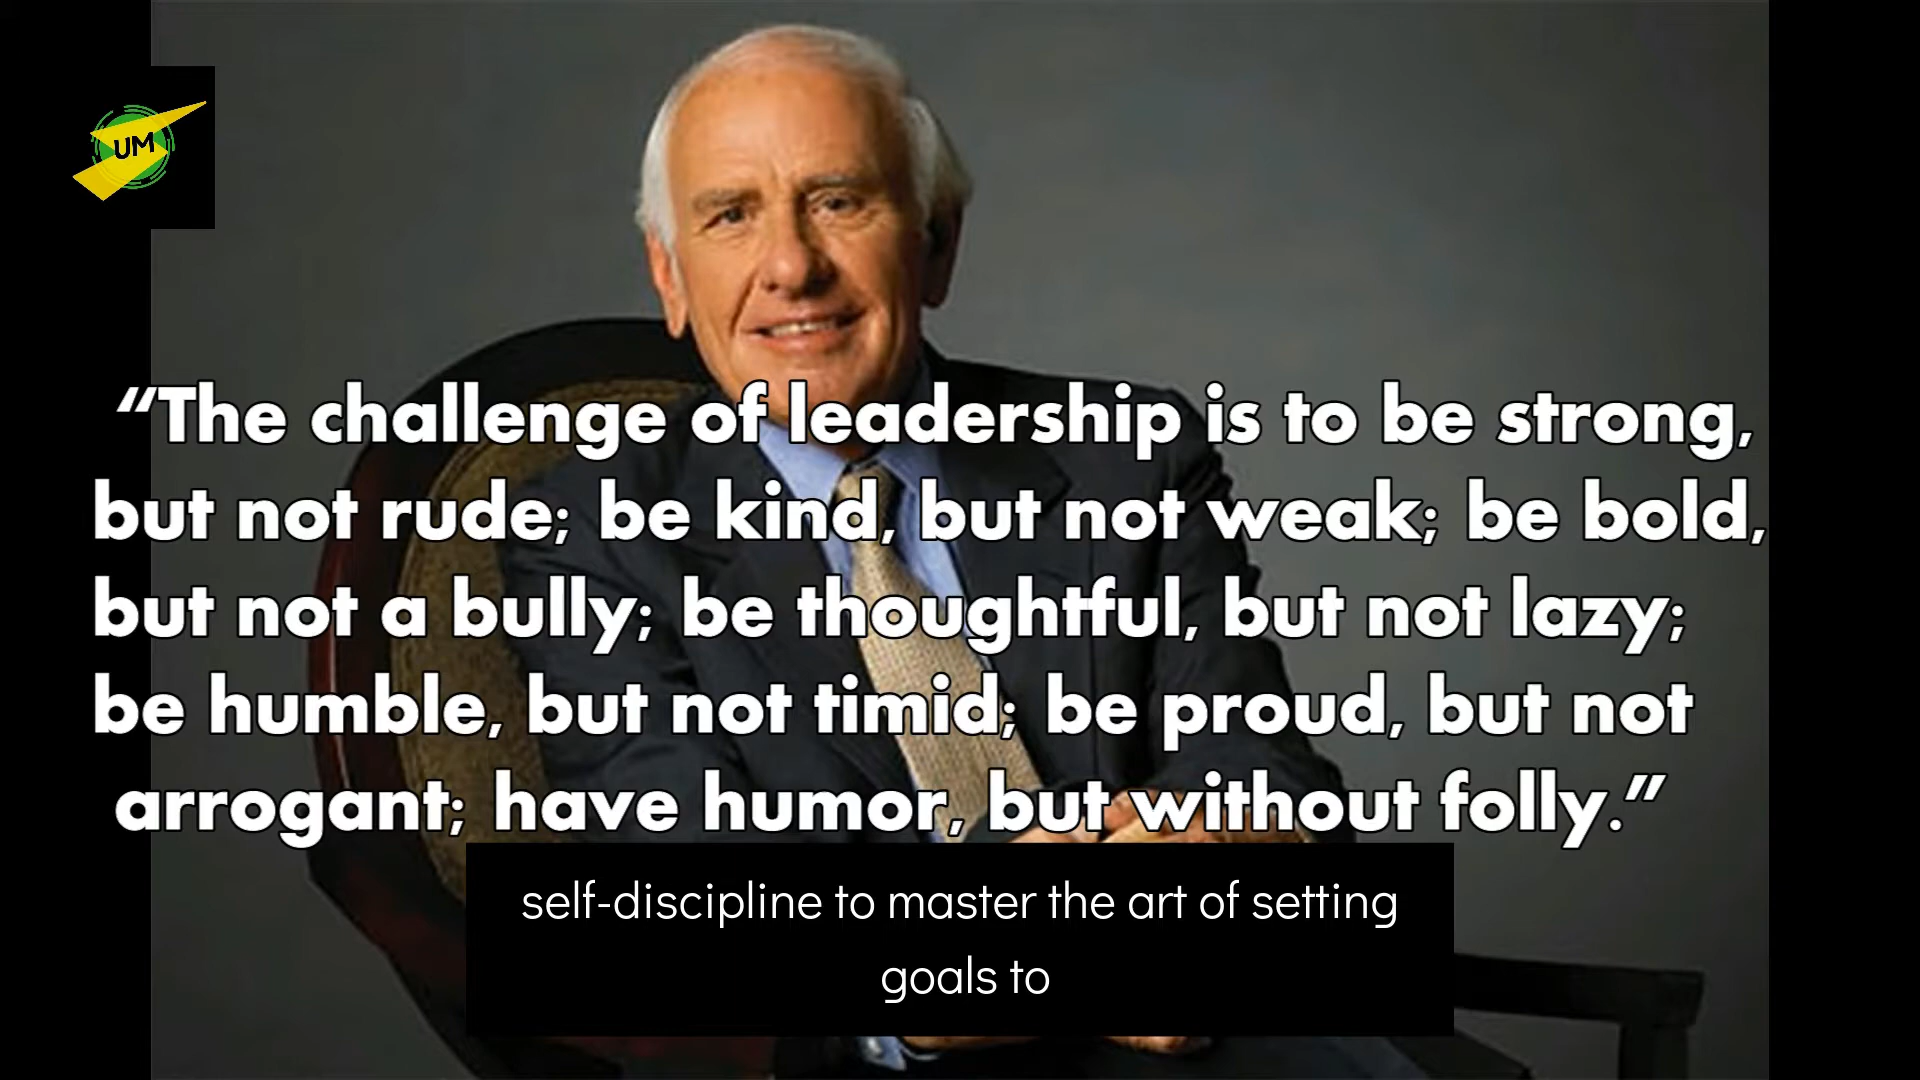 UM
“The challenge of leadership is to be strong,
but not rude; be kind, but not weak; be bold,
but not a bully; be thoughtful, but not lazy;
be humble, but not timid; be proud, but not
arrogant; have humor, but without folly.”
self-discipline to master the art of setting
goals to